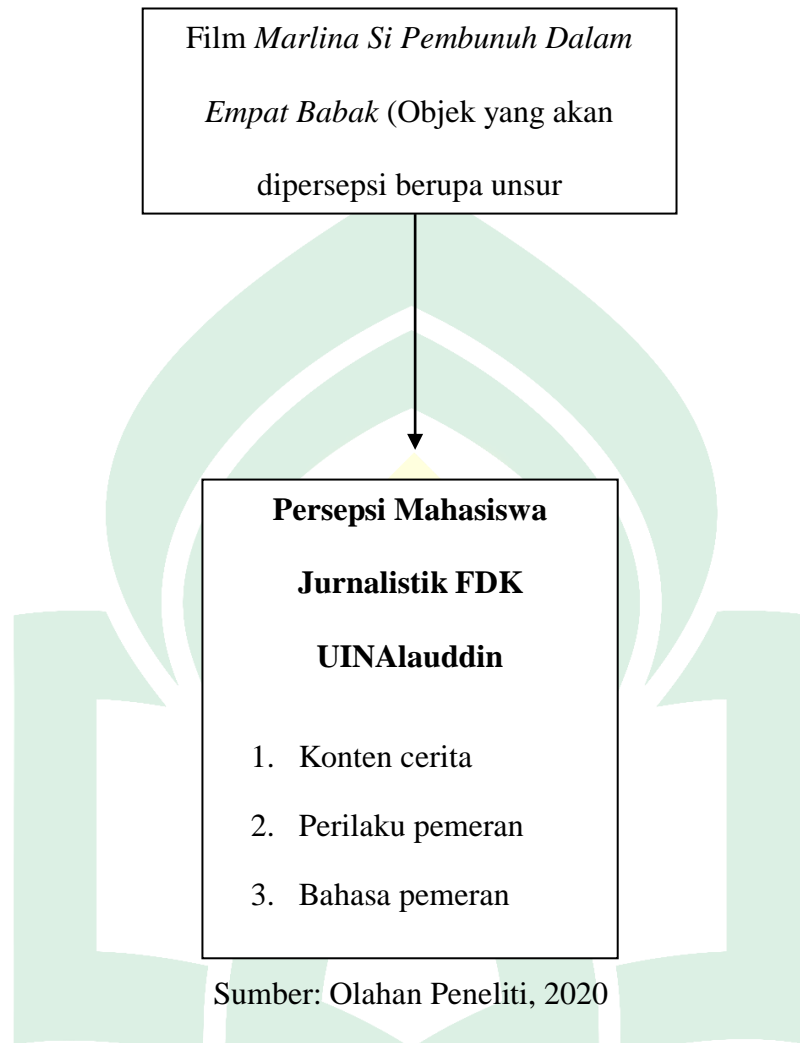 Film Marlina Si Pembunuh Dalam
Empat Babak (Objek yang akan
dipersepsi berupa unsur
Persepsi Mahasiswa
Jurnalistik FDK
UINAlauddin
1. Konten cerita
2. Perilaku pemeran
3. Bahasa pemeran
Sumber: Olahan Peneliti, 2020